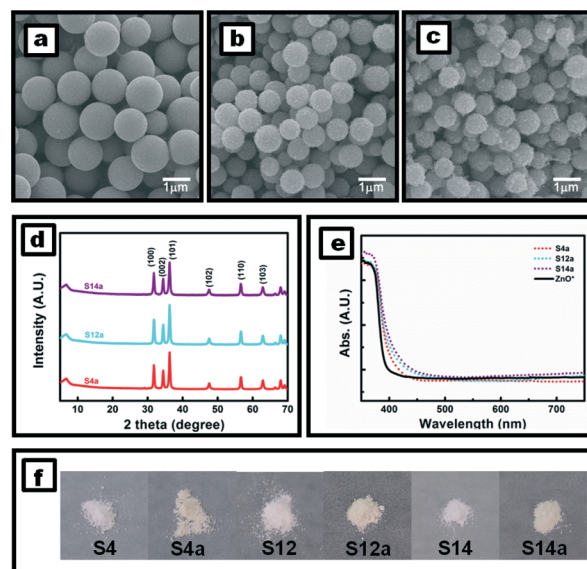 a
b
c
1μm
1μm
1μm
d
(100)
(002)
(101)
(102)
(110)
(103)
S14a
S12a
S4a
Intensity (A.U.)
10 20 30 40 50 60 70
2 theta (degree)
e
S4a
S12a
S14a
ZnO*
Abs. (A.U.)
400 500 600 700
Wavelength (nm)
f
S4 S4a S12 S12a S14 S14a